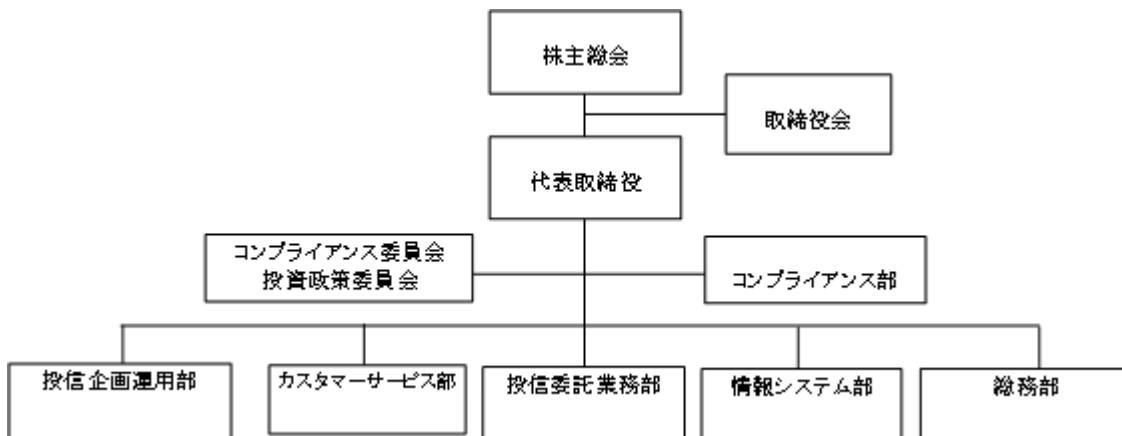 株主総会
取締役会
代表取締役
コンプライアンス委員会
投資政策委員会
コンプライアンス部
投信企画運用部
カスタマーサービス部
投信委託業務部
情報システム部
総務部